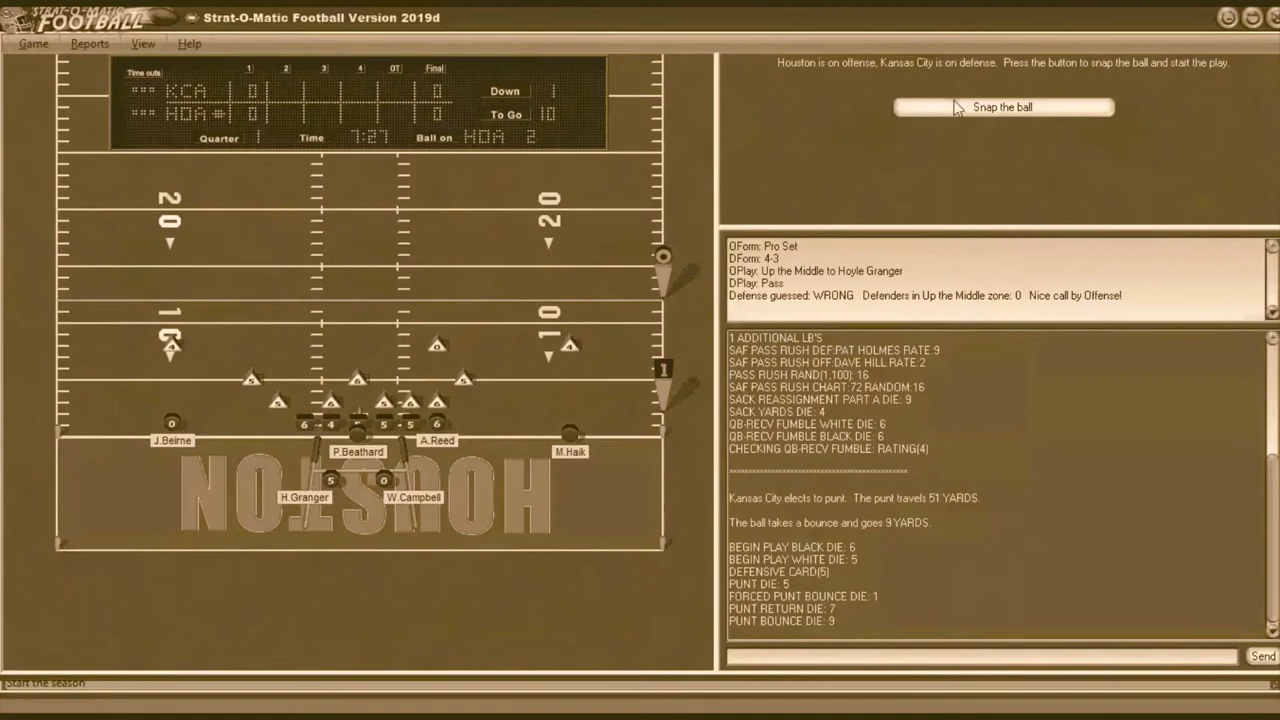 STRAT-O-MATIC
FOOTBALL
Strat-O-Matic Football Version 2019d
Game Reports View Help
Time outs 1 2 3 4 OT Final
*** KCA 0 0 Down 1
*** HOA 0 0 To Go 10
Quarter 1 Time 7:27 Ball on HOA 2
Houston is on offense, Kansas City is on defense. Press the button to snap the ball and start the play.
Snap the ball
20 20
10 10
1
J.Beirne
P.Beathard
A.Reed
M.Haik
H.Granger
W.Campbell
HOUSTON
OForm: Pro Set
DForm: 4-3
OPlay: Up the Middle to Hoyle Granger
DPlay: Pass
Defense guessed: WRONG Defenders in Up the Middle zone: 0 Nice call by Offense!
1 ADDITIONAL LB'S
SAF PASS RUSH DEF:PAT HOLMES RATE:9
SAF PASS RUSH OFF:DAVE HILL RATE:2
PASS RUSH RAND(1,100): 16
SAF PASS RUSH CHART:72 RANDOM:16
SACK REASSIGNMENT PART A DIE: 9
SACK YARDS DIE: 4
QB-RECV FUMBLE WHITE DIE: 6
QB-RECV FUMBLE BLACK DIE: 6
CHECKING QB-RECV FUMBLE: RATING(4)
Kansas City elects to punt. The punt travels 51 YARDS.
The ball takes a bounce and goes 9 YARDS.
BEGIN PLAY BLACK DIE: 6
BEGIN PLAY WHITE DIE: 5
DEFENSIVE CARD(5)
PUNT DIE: 5
FORCED PUNT BOUNCE DIE: 1
PUNT RETURN DIE: 7
PUNT BOUNCE DIE: 9
Send
Start the season